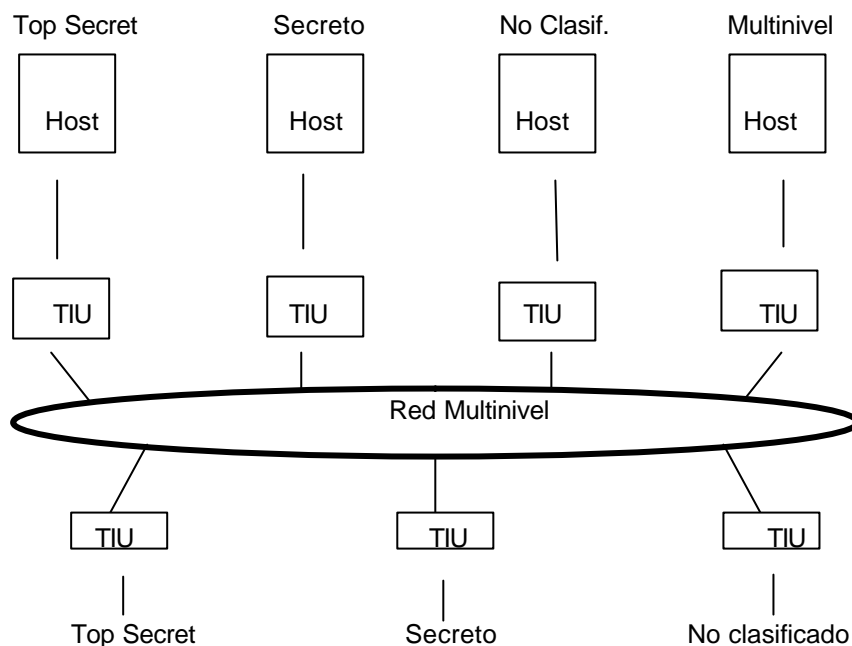 Top Secret Secreto No Clasif. Multinivel
Host Host Host Host
TIU TIU TIU TIU
Red Multinivel
TIU TIU TIU
Top Secret Secreto No clasificado